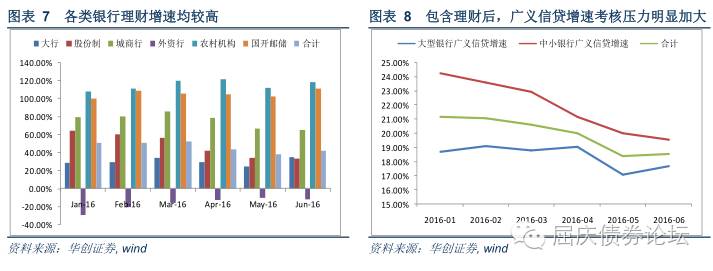 图表 7 各类银行理财增速均较高
大行 股份制 城商行 外资行 农村机构 国开邮储 合计
140.00%
120.00%
100.00%
80.00%
60.00%
40.00%
20.00%
0.00%
-20.00%
-40.00%
Jan-16 Feb-16 Mar-16 Apr-16 May-16 Jun-16
资料来源：华创证券, wind
图表 8 包含理财后，广义信贷增速考核压力明显加大
大型银行广义信贷增速 中小银行广义信贷增速 合计
25.00%
24.00%
23.00%
22.00%
21.00%
20.00%
19.00%
18.00%
17.00%
16.00%
15.00%
2016-01 2016-02 2016-03 2016-04 2016-05 2016-06
资料来源：华创证券, wind
屈庆债券论坛